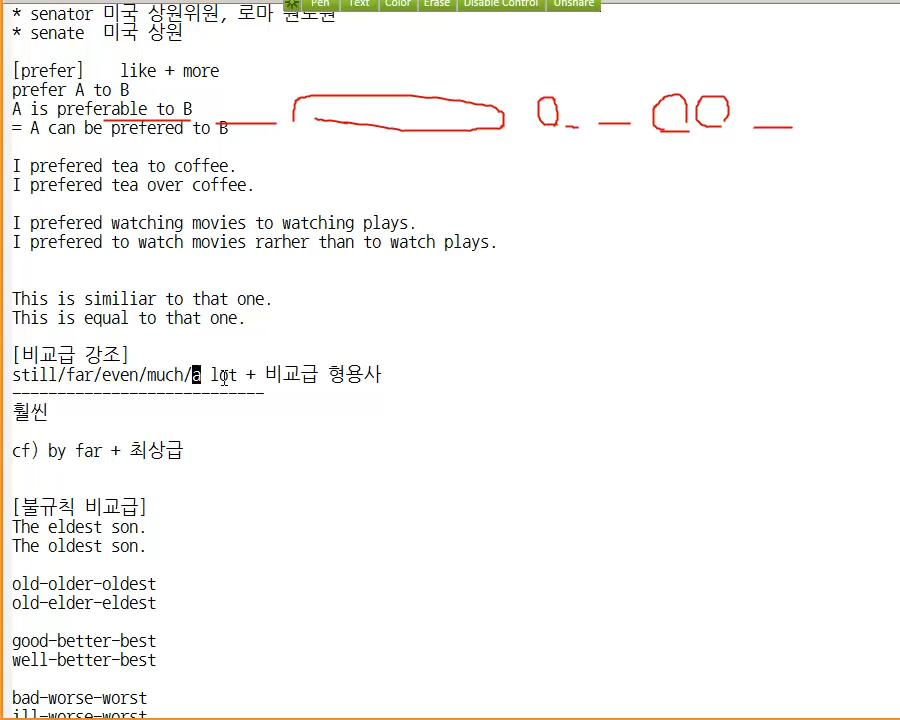 Pen Text Color Erase Disable Control Unshare
* senator 미국 상원위원, 로마 원로원
* senate 미국 상원
[prefer] like + more
prefer A to B
A is preferable to B
= A can be prefered to B
I prefered tea to coffee.
I prefered tea over coffee.
I prefered watching movies to watching plays.
I prefered to watch movies rarher than to watch plays.
This is similiar to that one.
This is equal to that one.
[비교급 강조]
still/far/even/much/a lot + 비교급 형용사
----------------------------
훨씬
cf) by far + 최상급
[불규칙 비교급]
The eldest son.
The oldest son.
old-older-oldest
old-elder-eldest
good-better-best
well-better-best
bad-worse-worst
ill-worse-worst